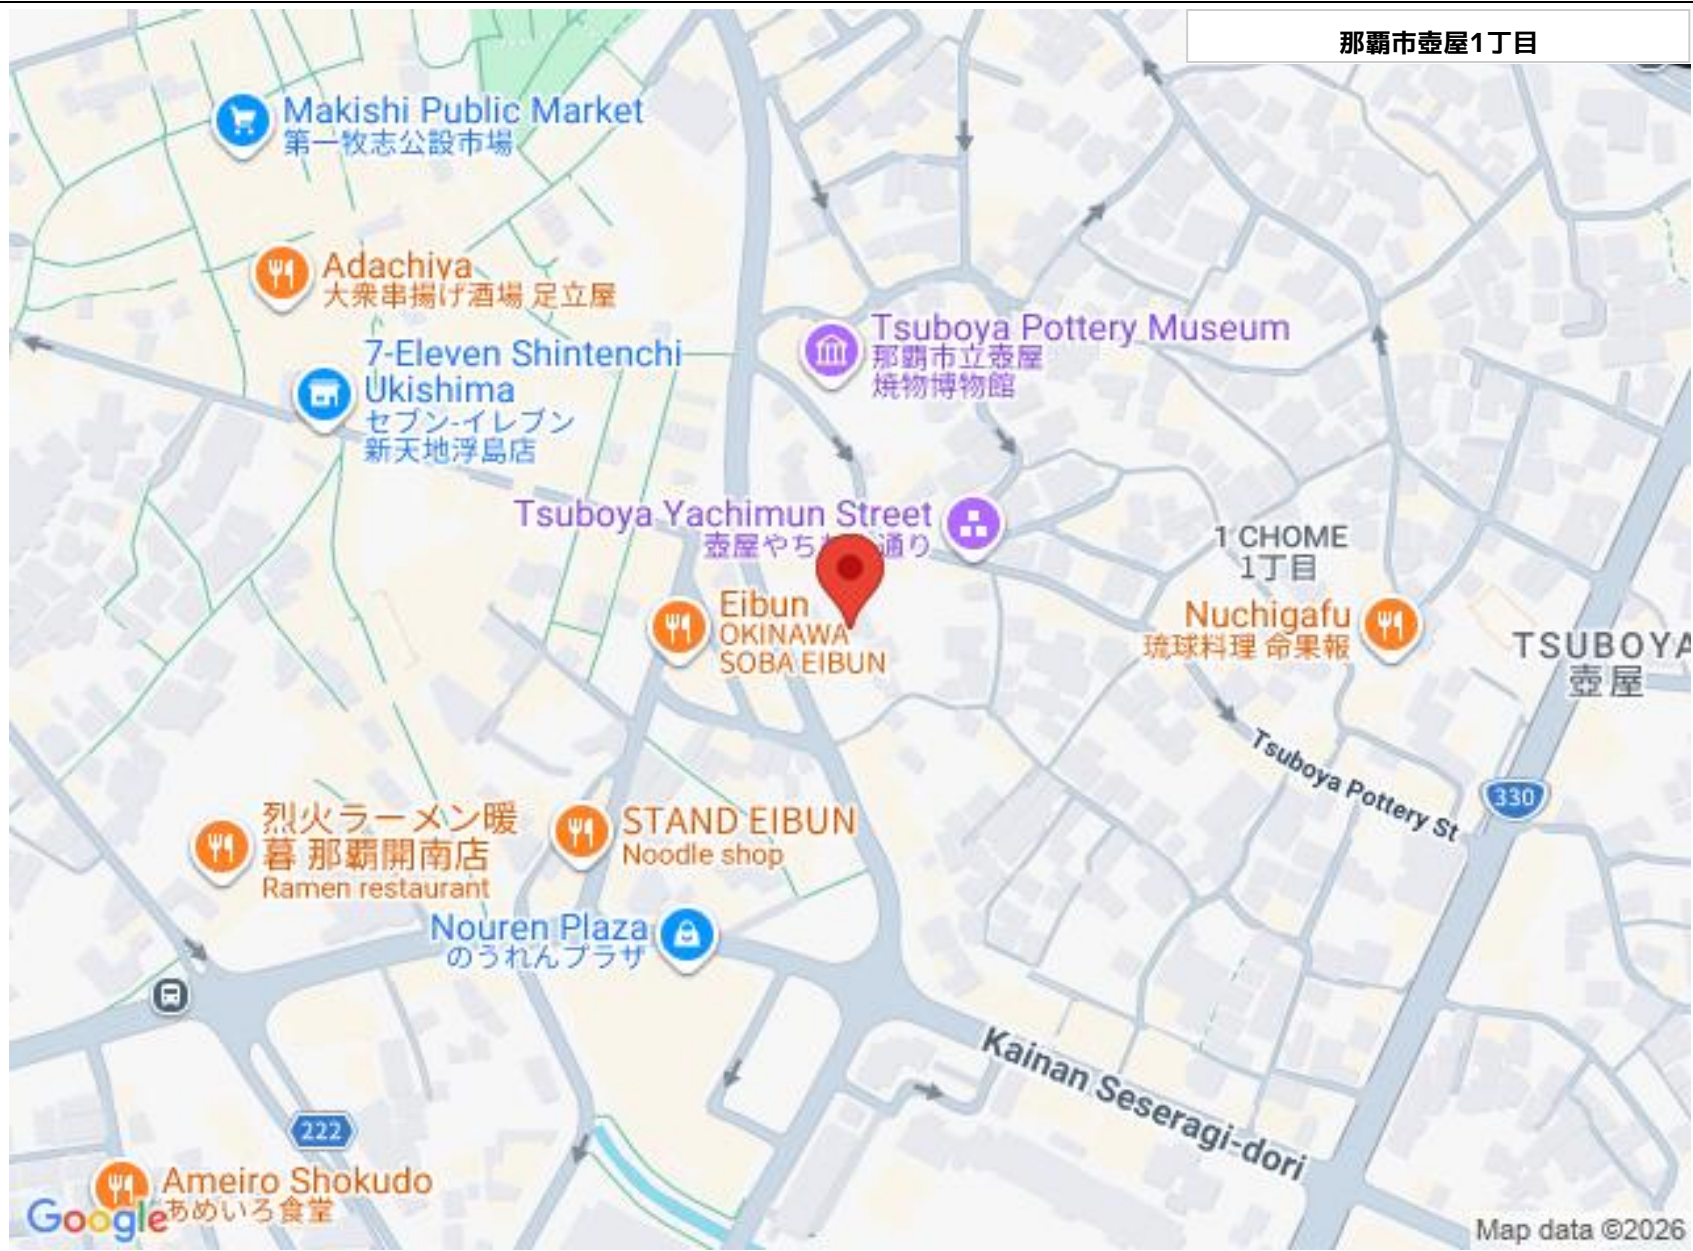 那覇市壺屋1丁目
Makishi Public Market
第一牧志公設市場
Adachiya
大衆串揚げ酒場 足立屋
Tsuboya Pottery Museum
那覇市立壺屋
焼物博物館
7-Eleven Shintenchi
Ukishima
セブン-イレブン
新天地浮島店
Tsuboya Yachimun Street
壺屋やち
通り
1 CHOME
1丁目
Eibun
OKINAWA
SOBA EIBUN
Nuchigafu
琉球料理 命果報
TSUBOYA
壺屋
Tsuboya Pottery St
330
烈火ラーメン暖
暮 那覇開南店
Ramen restaurant
STAND EIBUN
Noodle shop
Nouren Plaza
のうれんプラザ
Kainan Seseragi-dori
222
Ameiro Shokudo
あめいろ食堂
Google
Map data ©2026